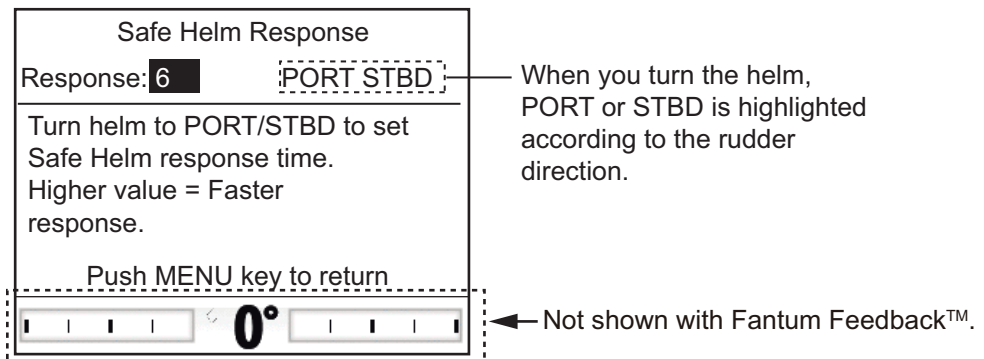 Safe Helm Response
Response: 6 PORT STBD
Turn helm to PORT/STBD to set
Safe Helm response time.
Higher value = Faster
response.
Push MENU key to return
0°
When you turn the helm,
PORT or STBD is highlighted
according to the rudder
direction.
Not shown with Fantum Feedback™.